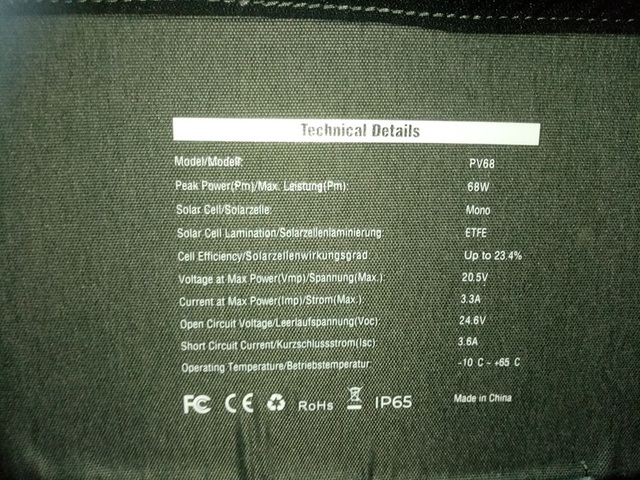 Technical Details
Model/Modell: PV68
Peak Power(Pm)/Max. Leistung(Pm): 68W
Solar Cell/Solarzelle: Mono
Solar Cell Lamination/Solarzellenlaminierung: ETFE
Cell Efficiency/Solarzellenwirkungsgrad Up to 23.4%
Voltage at Max Power(Vmp)/Spannung(Max.): 20.5V
Current at Max Power(Imp)/Strom(Max.): 3.3A
Open Circuit Voltage/Leerlaufspannung(Voc): 24.6V
Short Circuit Current/Kurzschlussstrom(Isc): 3.6A
Operating Temperature/Betriebstemperatur: -10 C ~ +65 C
FC CE RoHS IP65 Made in China